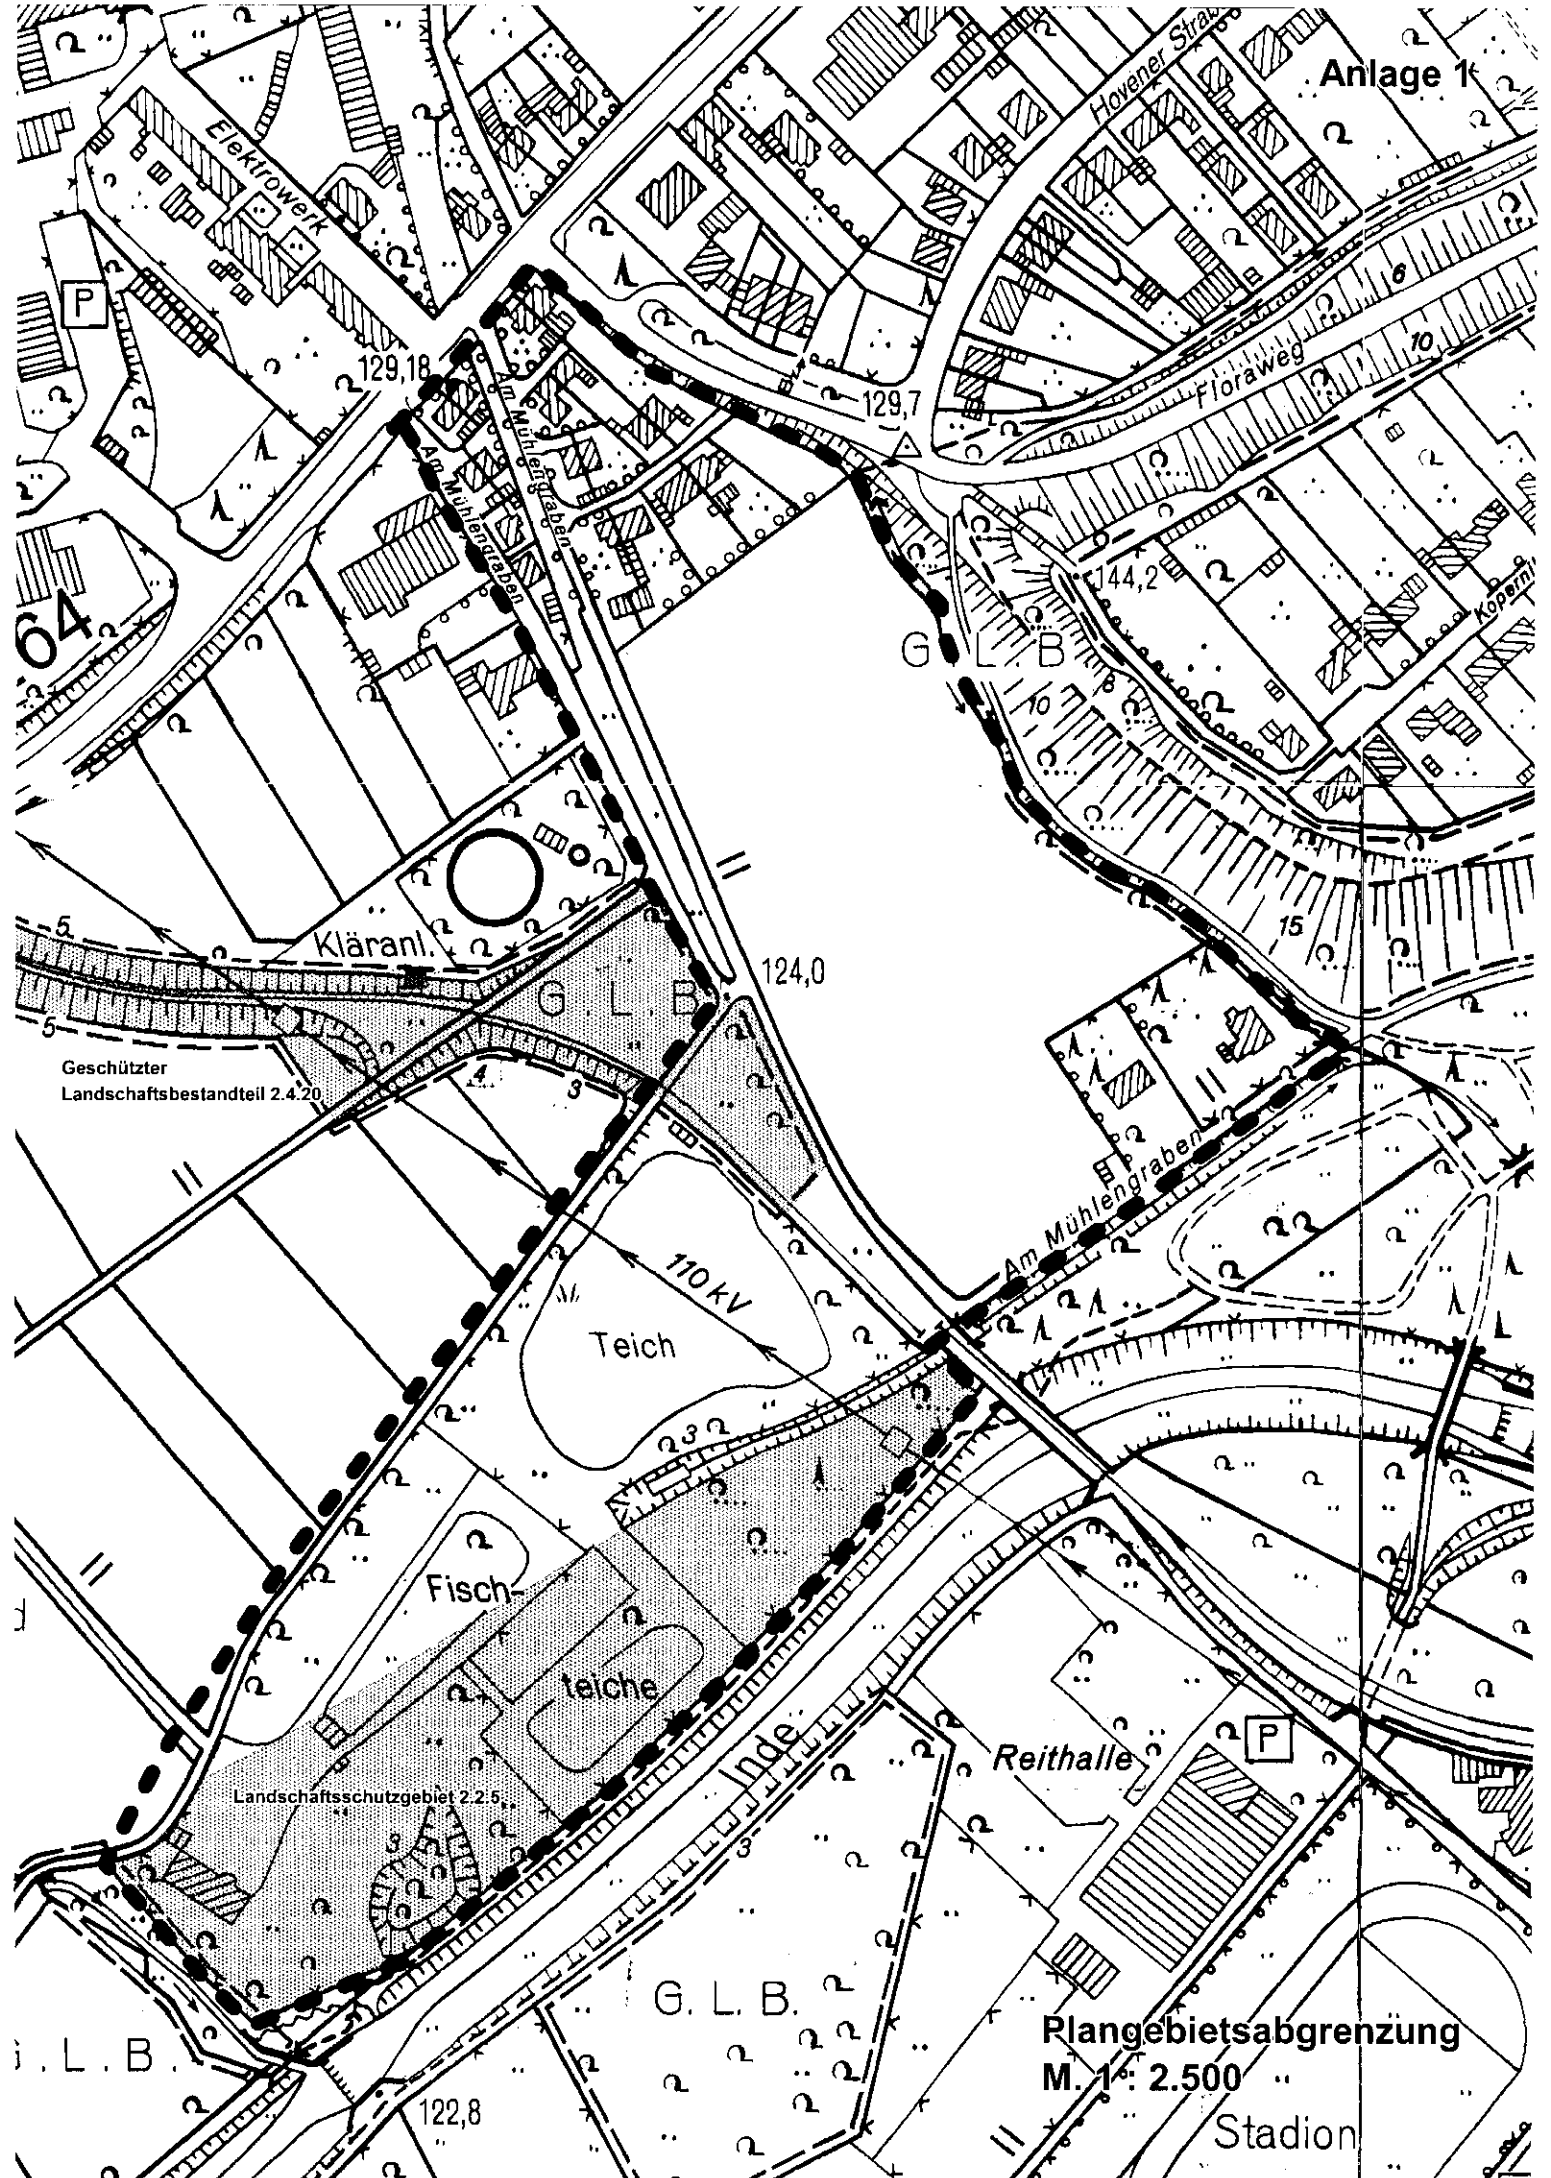 Anlage 1
Hovener Straß
Elektrowerk
P
129,18
Am Mühlengraben
Am Mühlengraben
129,7
Floraweg
6
10
144,2
Koperni
64
G. L. B
10
8
15
Kläranl.
5
5
G. L. B
124,0
Geschützter
Landschaftsbestandteil 2.4.20
4
3
Am Mühlengraben
110 kV
Teich
3
Fisch-
teiche
d
Inde
Reithalle
P
Landschaftsschutzgebiet 2.2.5
3
3
G. L. B.
. L. B.
Plangebietsabgrenzung
M. 1 : 2.500
122,8
Stadion